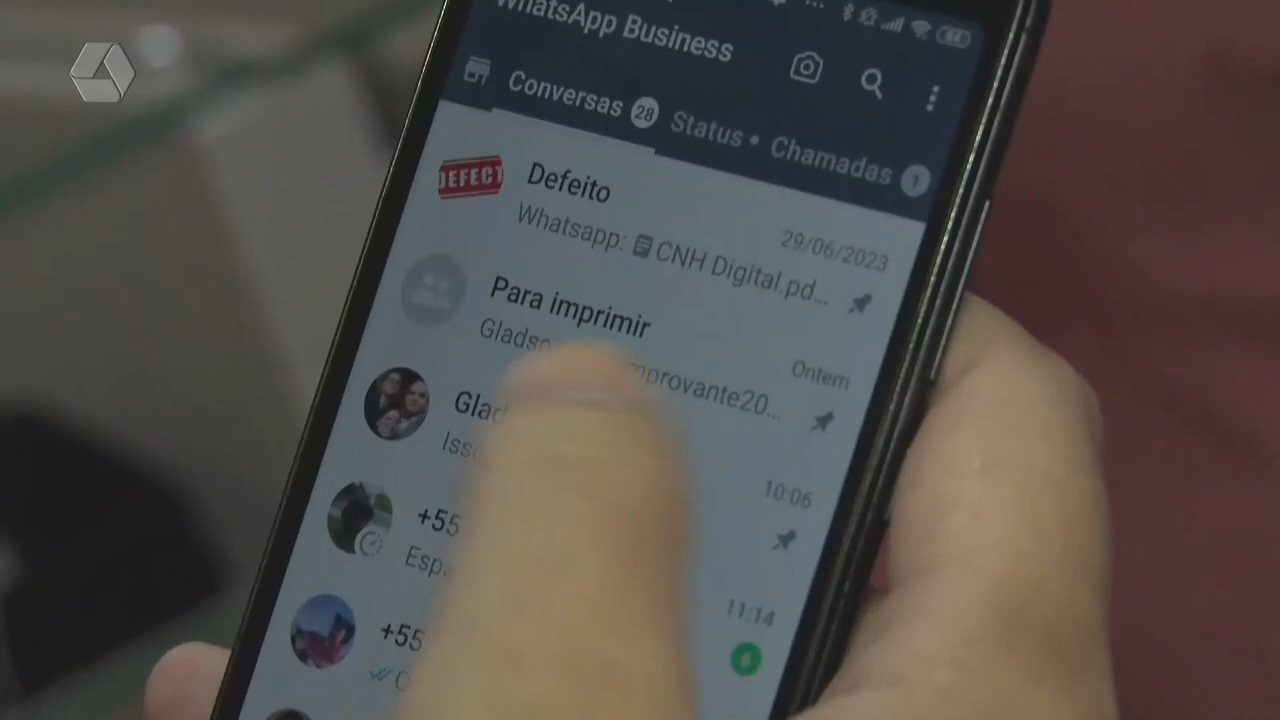 WhatsApp Business
Conversas 28 Status • Chamadas 1
DEFECT
Defeito
29/06/2023
Whatsapp: CNH Digital.pd...
Para imprimir
Ontem
mprovante20...
Glad
10:06
+55
11:14
+55